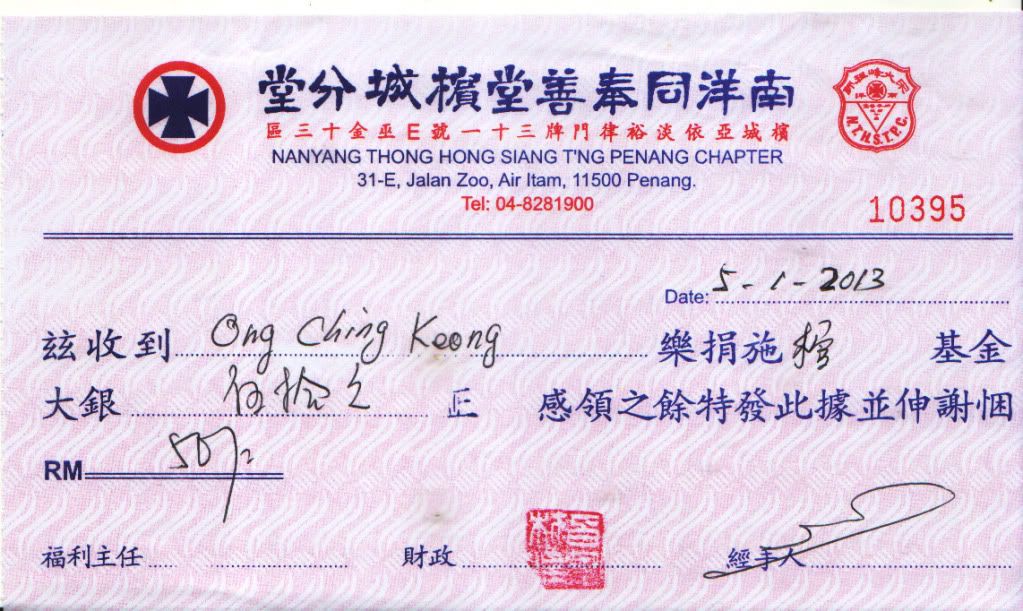 南洋同奉善堂檳城分堂
檳城亞依淡裕律門牌三十一號E巫金十三區
N.T.H.S.T.P.C.
NANYANG THONG HONG SIANG T'NG PENANG CHAPTER
31-E, Jalan Zoo, Air Itam, 11500 Penang.
Tel: 04-8281900
10395
Date: 5-1-2013
茲收到 Ong Ching Keong 樂捐施棺基金
大銀 伍拾元 正 感領之餘特發此據並伸謝悃
RM 50/=
福利主任 財政 經手人